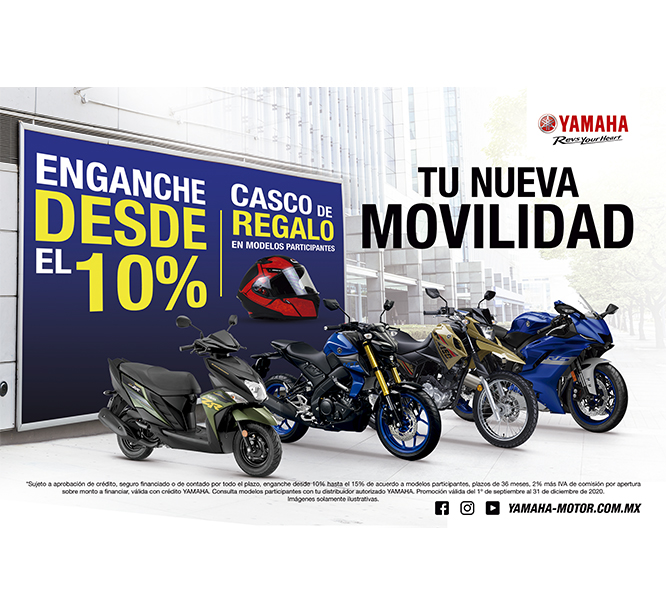 YAMAHA
Revs Your Heart
ENGANCHE
DESDE
EL 10%
CASCO DE
REGALO
EN MODELOS PARTICIPANTES
TU NUEVA
MOVILIDAD
*Sujeto a aprobación de crédito, seguro financiado o de contado por todo el plazo, enganche desde 10% hasta el 15% de acuerdo a modelos participantes, plazos de 36 meses, 2% más IVA de comisión por apertura
sobre monto a financiar, válida con crédito YAMAHA. Consulta modelos participantes con tu distribuidor autorizado YAMAHA. Promoción válida del 1° de septiembre al 31 de diciembre de 2020.
Imágenes solamente ilustrativas.
YAMAHA-MOTOR.COM.MX